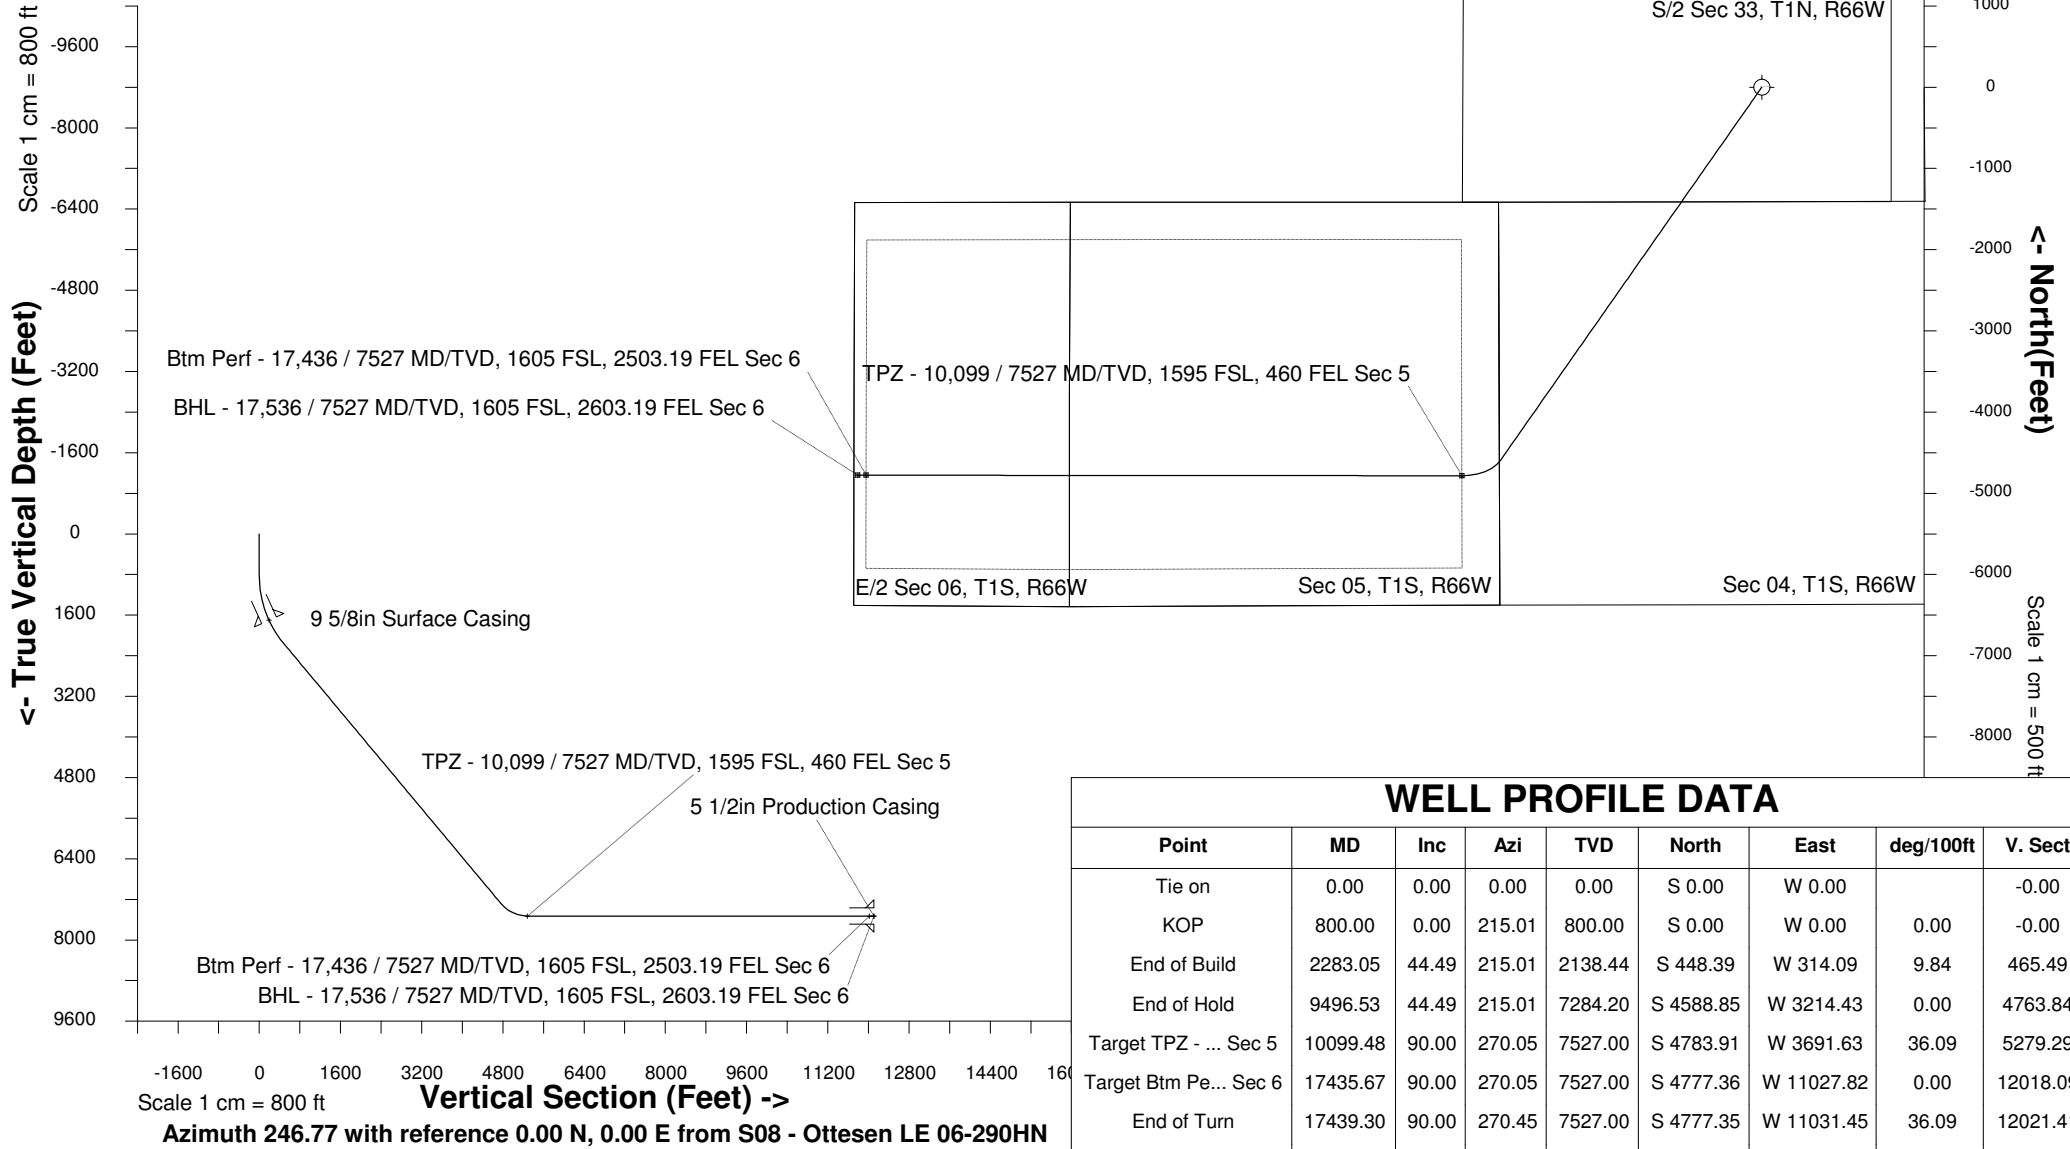 S/2 Sec 33, T1N, R66W
1000
Scale 1 cm = 800 ft
-9600
-8000
-6400
-4800
-3200
-1600
0
1600
3200
4800
6400
8000
9600
<- True Vertical Depth (Feet)
0
-1000
-2000
-3000
-4000
-5000
-6000
-7000
-8000
<- North(Feet)
Scale 1 cm = 500 ft
Btm Perf - 17,436 / 7527 MD/TVD, 1605 FSL, 2503.19 FEL Sec 6
TPZ - 10,099 / 7527 MD/TVD, 1595 FSL, 460 FEL Sec 5
BHL - 17,536 / 7527 MD/TVD, 1605 FSL, 2603.19 FEL Sec 6
E/2 Sec 06, T1S, R66W
Sec 05, T1S, R66W
Sec 04, T1S, R66W
9 5/8in Surface Casing
TPZ - 10,099 / 7527 MD/TVD, 1595 FSL, 460 FEL Sec 5
5 1/2in Production Casing
Btm Perf - 17,436 / 7527 MD/TVD, 1605 FSL, 2503.19 FEL Sec 6
BHL - 17,536 / 7527 MD/TVD, 1605 FSL, 2603.19 FEL Sec 6
-1600 0 1600 3200 4800 6400 8000 9600 11200 12800 14400
Scale 1 cm = 800 ft
Vertical Section (Feet) ->
Azimuth 246.77 with reference 0.00 N, 0.00 E from S08 - Ottesen LE 06-290HN
WELL PROFILE DATA
Point MD Inc Azi TVD North East deg/100ft V. Sect
Tie on 0.00 0.00 0.00 0.00 S 0.00 W 0.00 -0.00
KOP 800.00 0.00 215.01 800.00 S 0.00 W 0.00 0.00 -0.00
End of Build 2283.05 44.49 215.01 2138.44 S 448.39 W 314.09 9.84 465.49
End of Hold 9496.53 44.49 215.01 7284.20 S 4588.85 W 3214.43 0.00 4763.84
Target TPZ - ... Sec 5 10099.48 90.00 270.05 7527.00 S 4783.91 W 3691.63 36.09 5279.29
Target Btm Pe... Sec 6 17435.67 90.00 270.05 7527.00 S 4777.36 W 11027.82 0.00 12018.09
End of Turn 17439.30 90.00 270.45 7527.00 S 4777.35 W 11031.45 36.09 12021.4